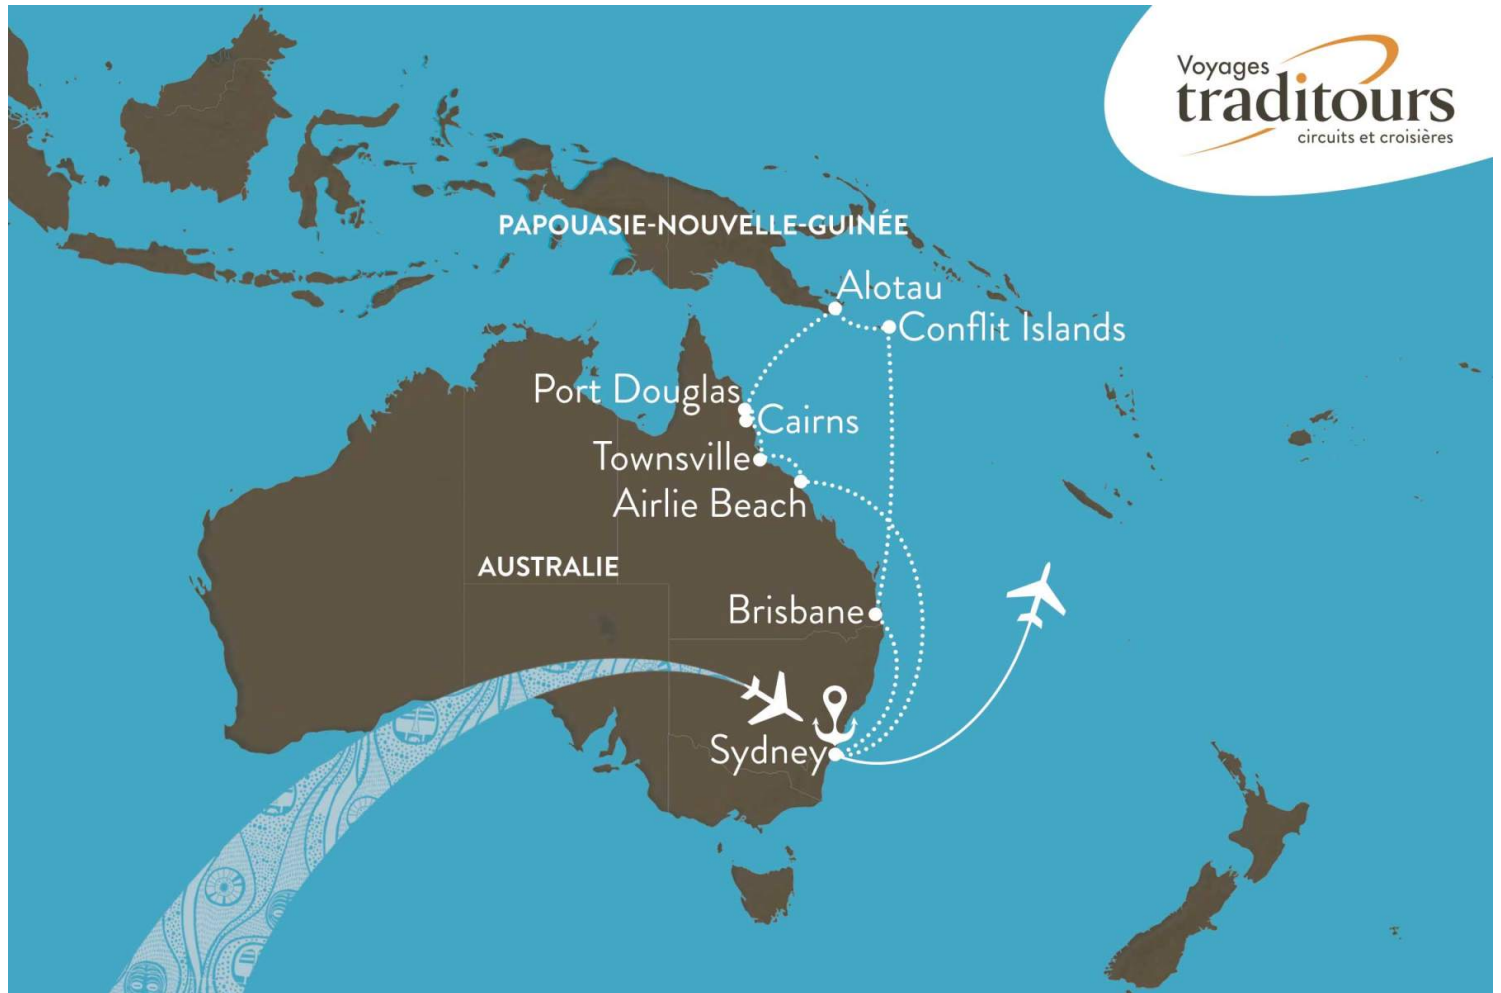 Voyages
traditours
circuits et croisières
PAPOUASIE-NOUVELLE-GUINÉE
Alotau
Conflit Islands
Port Douglas
Cairns
Townsville
Airlie Beach
AUSTRALIE
Brisbane
Sydney